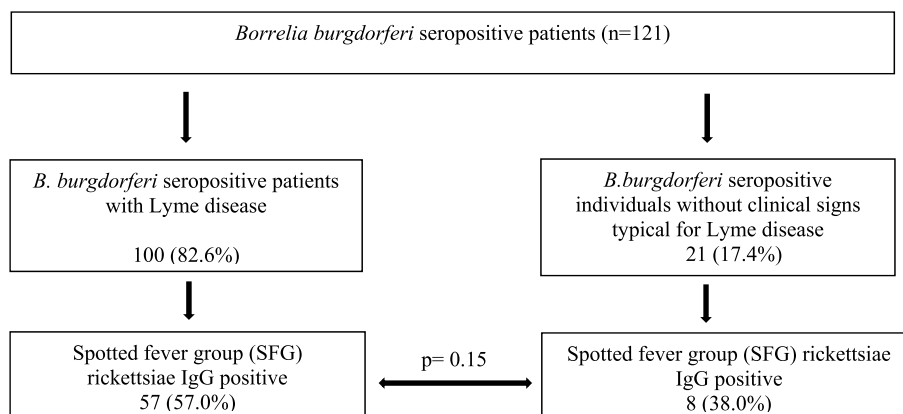 Borrelia burgdorferi seropositive patients (n=121)
B. burgdorferi seropositive patients
with Lyme disease
100 (82.6%)
B.burgdorferi seropositive
individuals without clinical signs
typical for Lyme disease
21 (17.4%)
Spotted fever group (SFG)
rickettsiae IgG positive
57 (57.0%)
p= 0.15
Spotted fever group (SFG) rickettsiae
IgG positive
8 (38.0%)